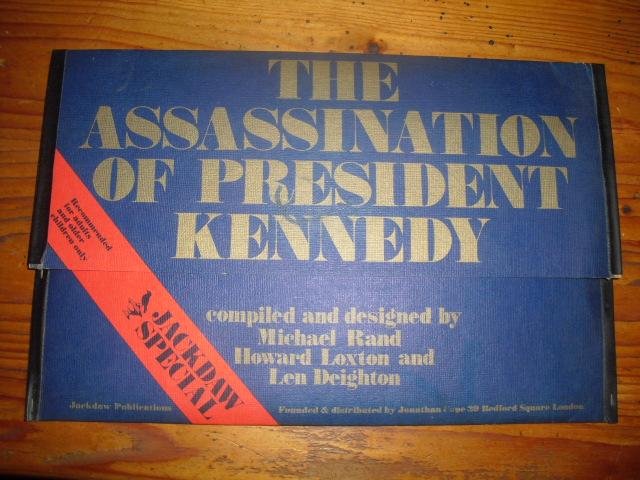 THE
ASSASSINATION
OF PRESIDENT
KENNEDY
Recommended
for adults
and older
children only
A JACKDAW
SPECIAL
compiled and designed by
Michael Rand
Howard Loxton and
Len Deighton
Jackdaw Publications
Founded & distributed by Jonathan Cape 30 Bedford Square London